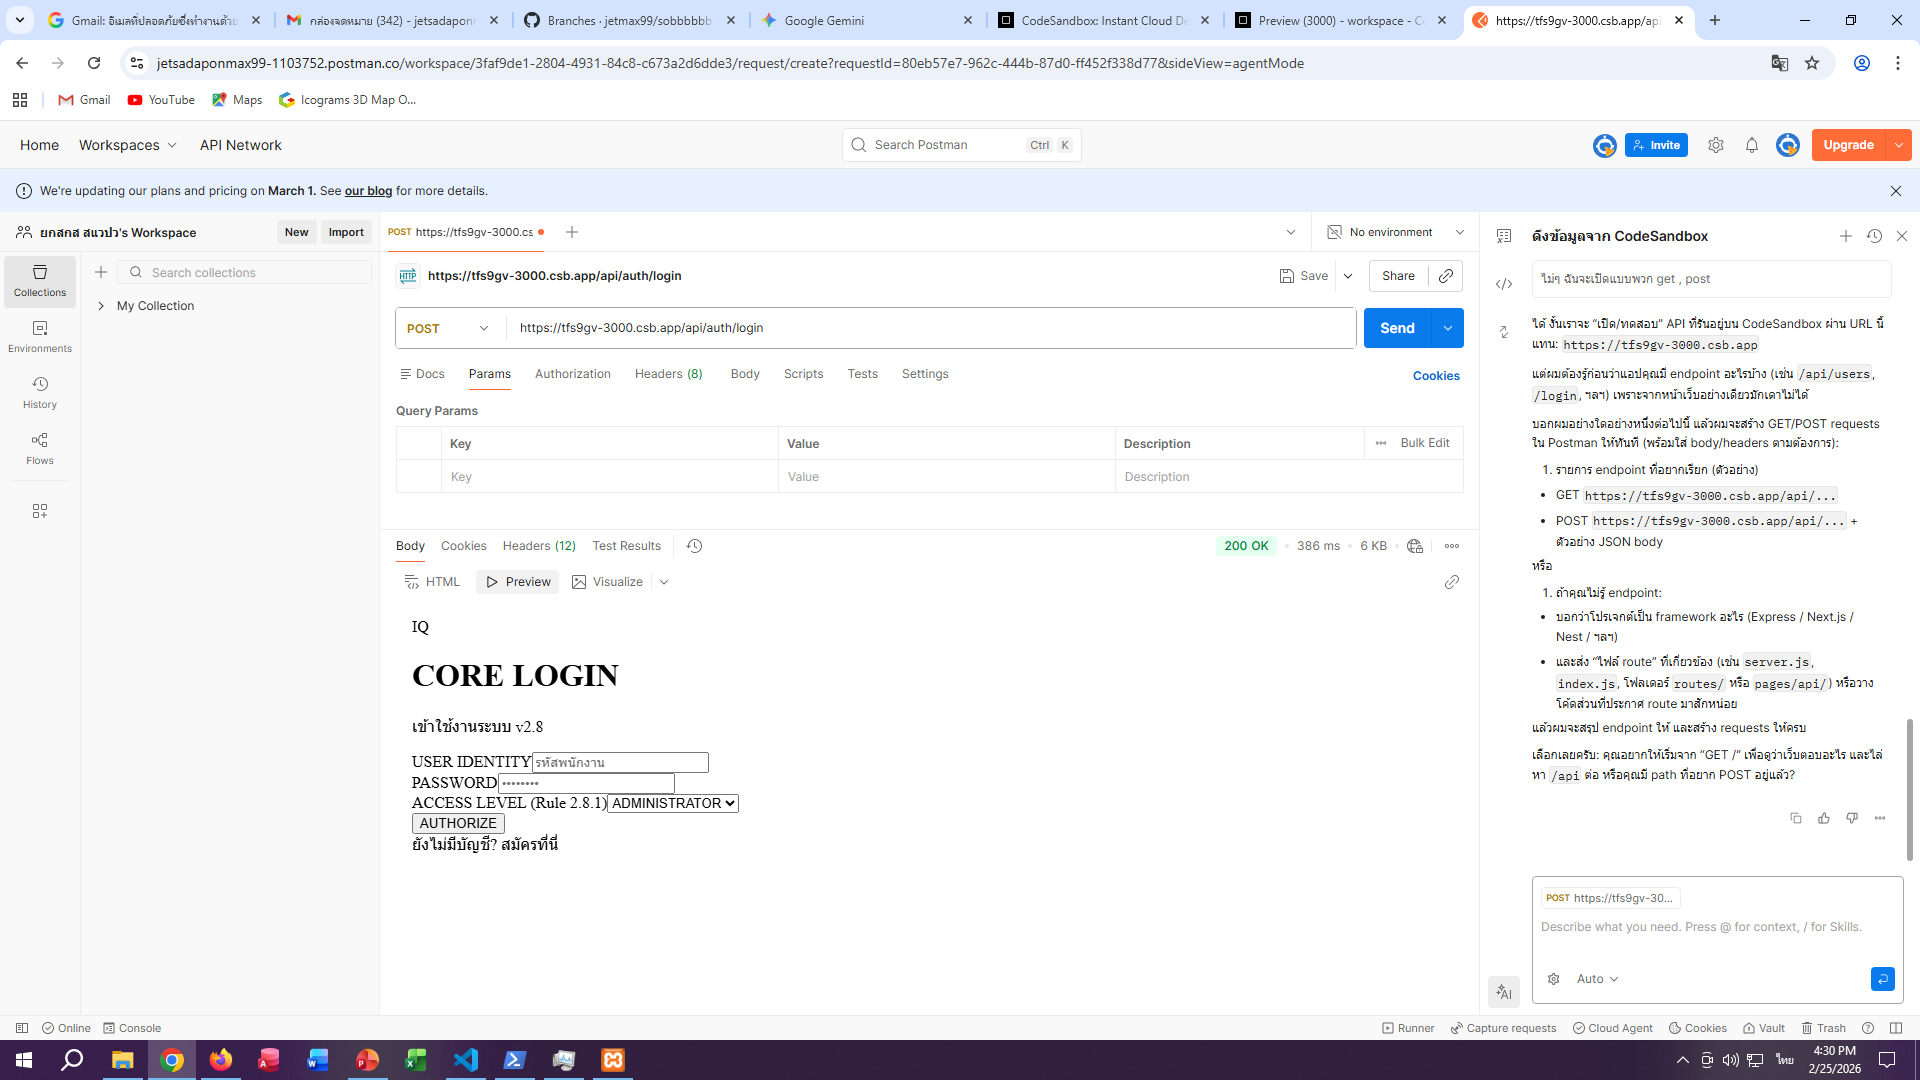 Gmail: อีเมลที่ปลอดภัยซึ่งทำงานด้วย
กล่องจดหมาย (342) - jetsadapon
Branches · jetmax99/sobbbbbb
Google Gemini
CodeSandbox: Instant Cloud De
Preview (3000) - workspace - C
https://tfs9gv-3000.csb.app/api
jetsadaponmax99-1103752.postman.co/workspace/3faf9de1-2804-4931-84c8-c673a2d6dde3/request/create?requestId=80eb57e7-962c-444b-87d0-ff452f338d77&sideView=agentMode
Gmail
YouTube
Maps
Icograms 3D Map O...
Home
Workspaces
API Network
Search Postman
Ctrl K
Invite
Upgrade
We're updating our plans and pricing on March 1. See our blog for more details.
ยกสกส สแวปว's Workspace
New
Import
POST https://tfs9gv-3000.cs
No environment
Collections
Search collections
My Collection
Environments
History
Flows
HTTP
https://tfs9gv-3000.csb.app/api/auth/login
Save
Share
POST
https://tfs9gv-3000.csb.app/api/auth/login
Send
Docs
Params
Authorization
Headers (8)
Body
Scripts
Tests
Settings
Cookies
Query Params
Key
Value
Description
Bulk Edit
Key
Value
Description
Body
Cookies
Headers (12)
Test Results
200 OK
386 ms
6 KB
HTML
Preview
Visualize
IQ
CORE LOGIN
เข้าใช้งานระบบ v2.8
USER IDENTITY รหัสพนักงาน
PASSWORD ••••••••
ACCESS LEVEL (Rule 2.8.1) ADMINISTRATOR
AUTHORIZE
ยังไม่มีบัญชี? สมัครที่นี่
ดึงข้อมูลจาก CodeSandbox
ไม่ๆ ฉันจะเปิดแบบพวก get , post
ได้ งั้นเราจะ “เปิด/ทดสอบ” API ที่รันอยู่บน CodeSandbox ผ่าน URL นี้
แทน: https://tfs9gv-3000.csb.app
แต่ผมต้องรู้ก่อนว่าแอปคุณมี endpoint อะไรบ้าง (เช่น /api/users,
/login, ฯลฯ) เพราะจากหน้าเว็บอย่างเดียวมักเดาไม่ได้
บอกผมอย่างใดอย่างหนึ่งต่อไปนี้ แล้วผมจะสร้าง GET/POST requests
ใน Postman ให้ทันที (พร้อมใส่ body/headers ตามต้องการ):
1. รายการ endpoint ที่อยากเรียก (ตัวอย่าง)
• GET https://tfs9gv-3000.csb.app/api/...
• POST https://tfs9gv-3000.csb.app/api/... +
ตัวอย่าง JSON body
หรือ
1. ถ้าคุณไม่รู้ endpoint:
• บอกว่าโปรเจกต์เป็น framework อะไร (Express / Next.js /
Nest / ฯลฯ)
• และส่ง “ไฟล์ route” ที่เกี่ยวข้อง (เช่น server.js,
index.js, โฟลเดอร์ routes/ หรือ pages/api/) หรือวาง
โค้ดส่วนที่ประกาศ route มาสักหน่อย
แล้วผมจะสรุป endpoint ให้ และสร้าง requests ให้ครบ
เลือกเลยครับ: คุณอยากให้เริ่มจาก “GET /” เพื่อดูว่าเว็บตอบอะไร และไล่
หา /api ต่อ หรือคุณมี path ที่อยาก POST อยู่แล้ว?
POST https://tfs9gv-30...
Describe what you need. Press @ for context, / for Skills.
Auto
AI
Online
Console
Runner
Capture requests
Cloud Agent
Cookies
Vault
Trash
ไทย
4:30 PM
2/25/2026